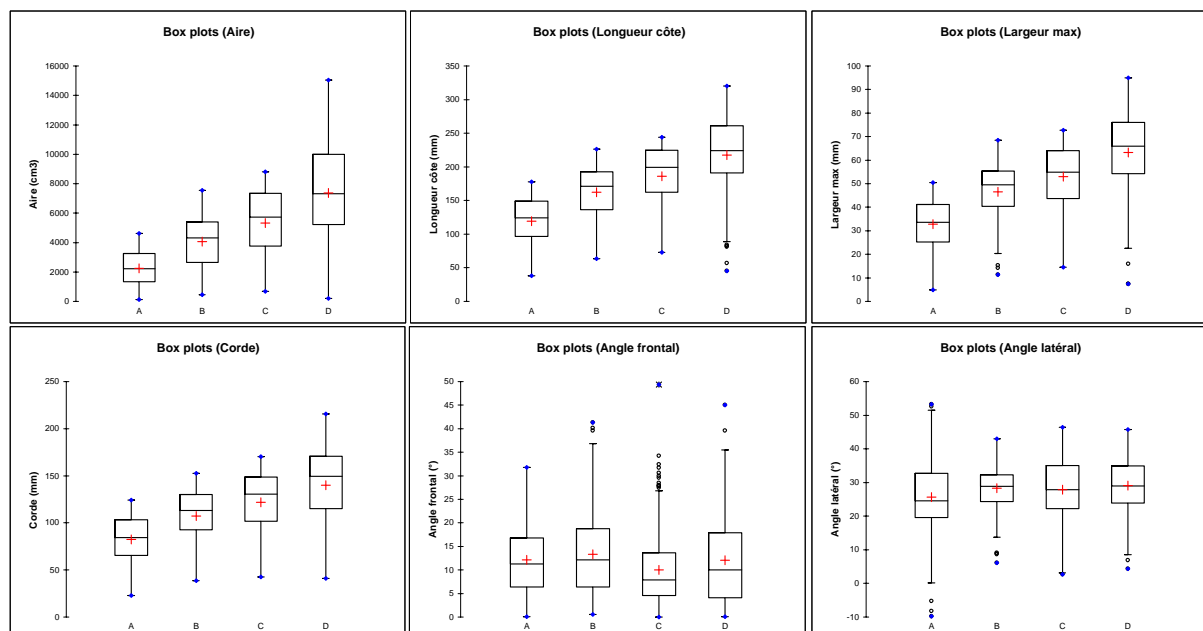 Box plots (Aire)
16000
14000
12000
10000
8000
6000
4000
2000
0
Aire (cm3)
A B C D
Box plots (Longueur côte)
350
300
250
200
150
100
50
0
Longueur côte (mm)
A B C D
Box plots (Largeur max)
100
90
80
70
60
50
40
30
20
10
0
Largeur max (mm)
A B C D
Box plots (Corde)
250
200
150
100
50
0
Corde (mm)
A B C D
Box plots (Angle frontal)
50
45
40
35
30
25
20
15
10
5
0
Angle frontal (°)
A B C D
Box plots (Angle latéral)
60
50
40
30
20
10
0
-10
Angle latéral (°)
A B C D